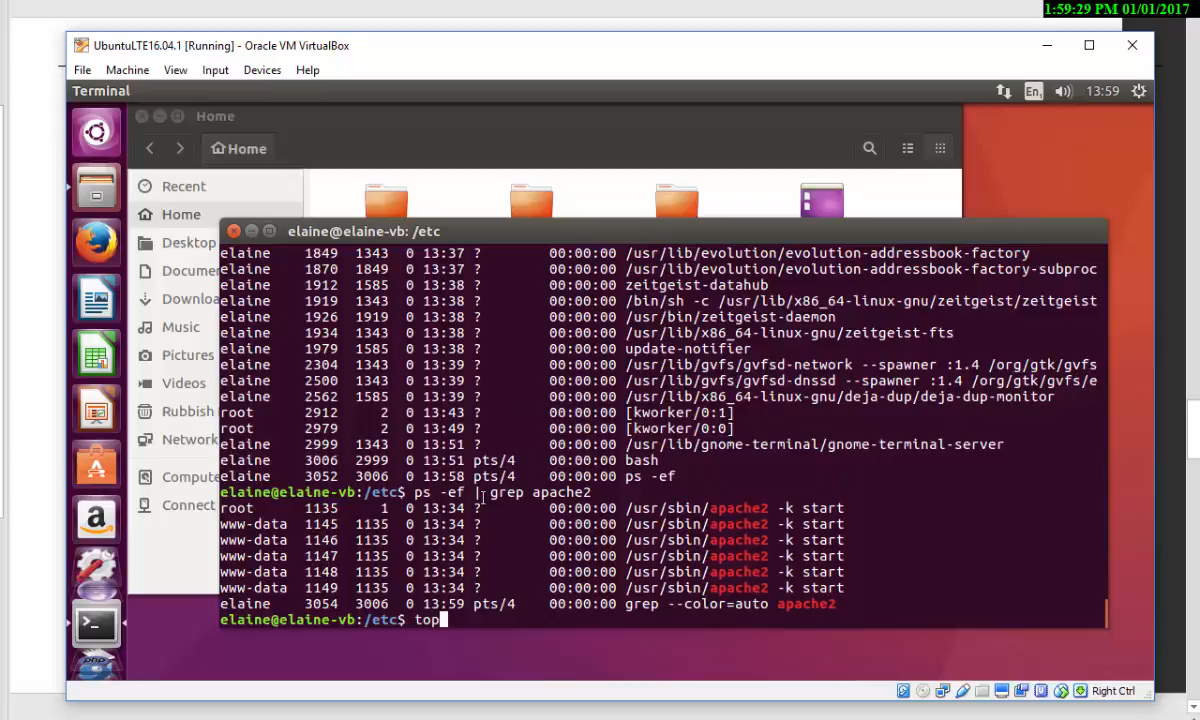 1:59:29 PM 01/01/2017
UbuntuLTE16.04.1 [Running] - Oracle VM VirtualBox
File Machine View Input Devices Help
Terminal
En1
13:59
Home
Home
Recent
Home
Desktop
Docume
Downloa
Music
Pictures
Videos
Rubbish
Network
Compute
Connect
elaine@elaine-vb: /etc
elaine 1849 1343 0 13:37 ? 00:00:00 /usr/lib/evolution/evolution-addressbook-factory
elaine 1870 1849 0 13:37 ? 00:00:00 /usr/lib/evolution/evolution-addressbook-factory-subproc
elaine 1912 1585 0 13:38 ? 00:00:00 zeitgeist-datahub
elaine 1919 1343 0 13:38 ? 00:00:00 /bin/sh -c /usr/lib/x86_64-linux-gnu/zeitgeist/zeitgeist
elaine 1926 1919 0 13:38 ? 00:00:00 /usr/bin/zeitgeist-daemon
elaine 1934 1343 0 13:38 ? 00:00:00 /usr/lib/x86_64-linux-gnu/zeitgeist-fts
elaine 1979 1585 0 13:38 ? 00:00:00 update-notifier
elaine 2304 1343 0 13:39 ? 00:00:00 /usr/lib/gvfs/gvfsd-network --spawner :1.4 /org/gtk/gvfs
elaine 2500 1343 0 13:39 ? 00:00:00 /usr/lib/gvfs/gvfsd-dnssd --spawner :1.4 /org/gtk/gvfs/e
elaine 2562 1585 0 13:39 ? 00:00:00 /usr/lib/x86_64-linux-gnu/deja-dup/deja-dup-monitor
root 2912 2 0 13:43 ? 00:00:00 [kworker/0:1]
root 2979 2 0 13:49 ? 00:00:00 [kworker/0:0]
elaine 2999 1343 0 13:51 ? 00:00:00 /usr/lib/gnome-terminal/gnome-terminal-server
elaine 3006 2999 0 13:51 pts/4 00:00:00 bash
elaine 3052 3006 0 13:58 pts/4 00:00:00 ps -ef
elaine@elaine-vb:/etc$ ps -ef | grep apache2
root 1135 1 0 13:34 ? 00:00:00 /usr/sbin/apache2 -k start
www-data 1145 1135 0 13:34 ? 00:00:00 /usr/sbin/apache2 -k start
www-data 1146 1135 0 13:34 ? 00:00:00 /usr/sbin/apache2 -k start
www-data 1147 1135 0 13:34 ? 00:00:00 /usr/sbin/apache2 -k start
www-data 1148 1135 0 13:34 ? 00:00:00 /usr/sbin/apache2 -k start
www-data 1149 1135 0 13:34 ? 00:00:00 /usr/sbin/apache2 -k start
elaine 3054 3006 0 13:59 pts/4 00:00:00 grep --color=auto apache2
elaine@elaine-vb:/etc$ top
php
Right Ctrl